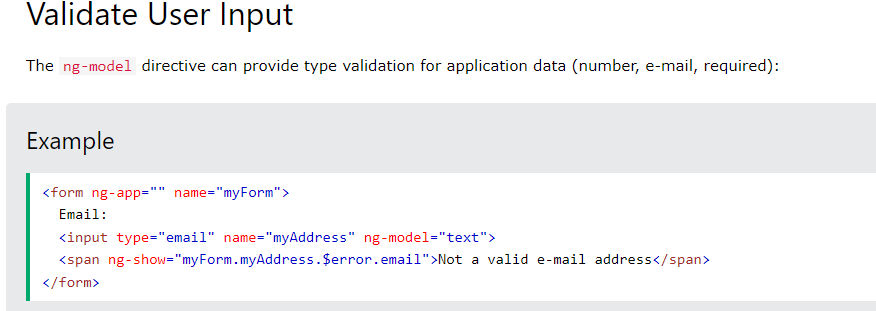 Validate User Input
The ng-model directive can provide type validation for application data (number, e-mail, required):
Example
<form ng-app="" name="myForm">
Email:
<input type="email" name="myAddress" ng-model="text">
<span ng-show="myForm.myAddress.$error.email">Not a valid e-mail address</span>
</form>